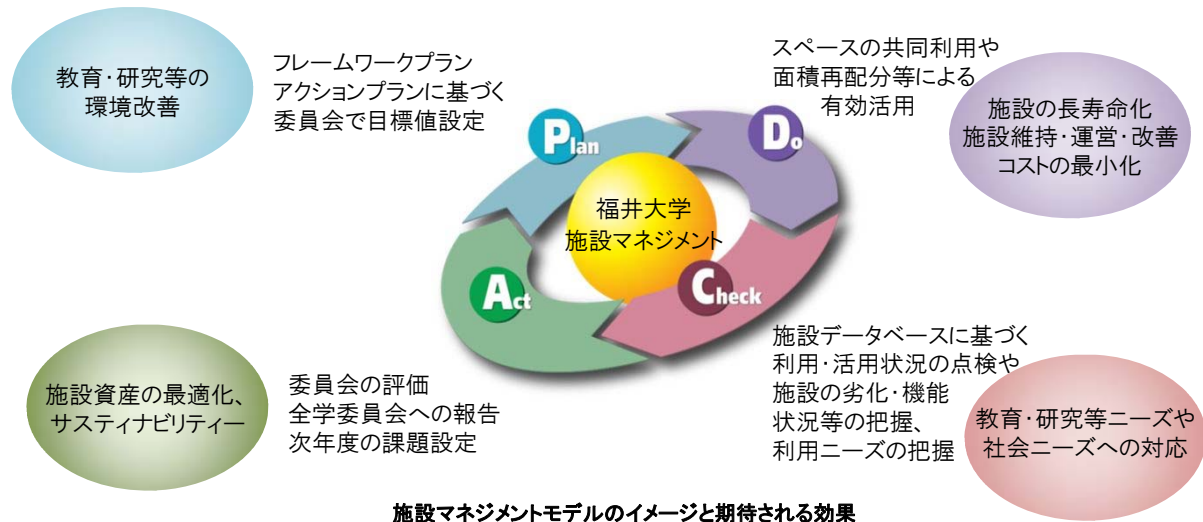 教育・研究等の
環境改善
フレームワークプラン
アクションプランに基づく
委員会で目標値設定
Plan
スペースの共同利用や
面積再配分等による
有効活用
Do
施設の長寿命化
施設維持・運営・改善
コストの最小化
福井大学
施設マネジメント
Act
Check
施設資産の最適化、
サスティナビリティー
委員会の評価
全学委員会への報告
次年度の課題設定
施設データベースに基づく
利用・活用状況の点検や
施設の劣化・機能
状況等の把握、
利用ニーズの把握
教育・研究等ニーズや
社会ニーズへの対応
施設マネジメントモデルのイメージと期待される効果